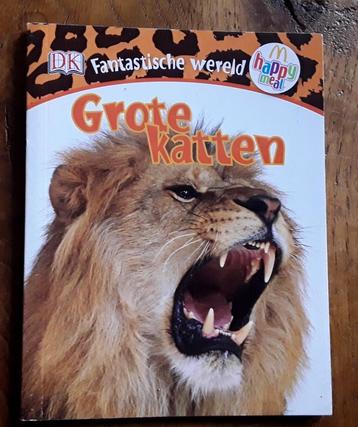 DK
Fantastische wereld
happy
meal
Grote
katten